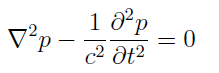 ∇²p − (1/c²) (∂²p/∂t²) = 0